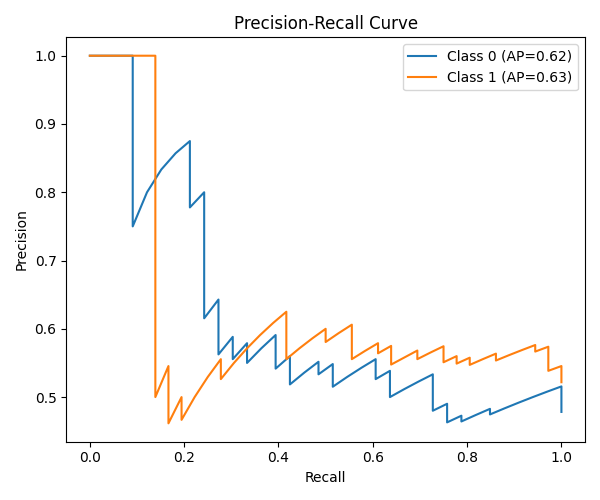 Precision-Recall Curve
Class 0 (AP=0.62)
Class 1 (AP=0.63)
Precision
1.0
0.9
0.8
0.7
0.6
0.5
0.0 0.2 0.4 0.6 0.8 1.0
Recall